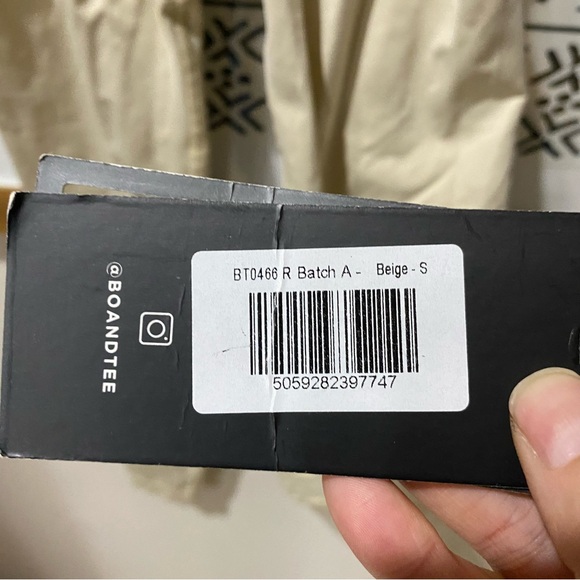 @BOANDTEE
BT0466 R Batch A - Beige - S
5059282397747